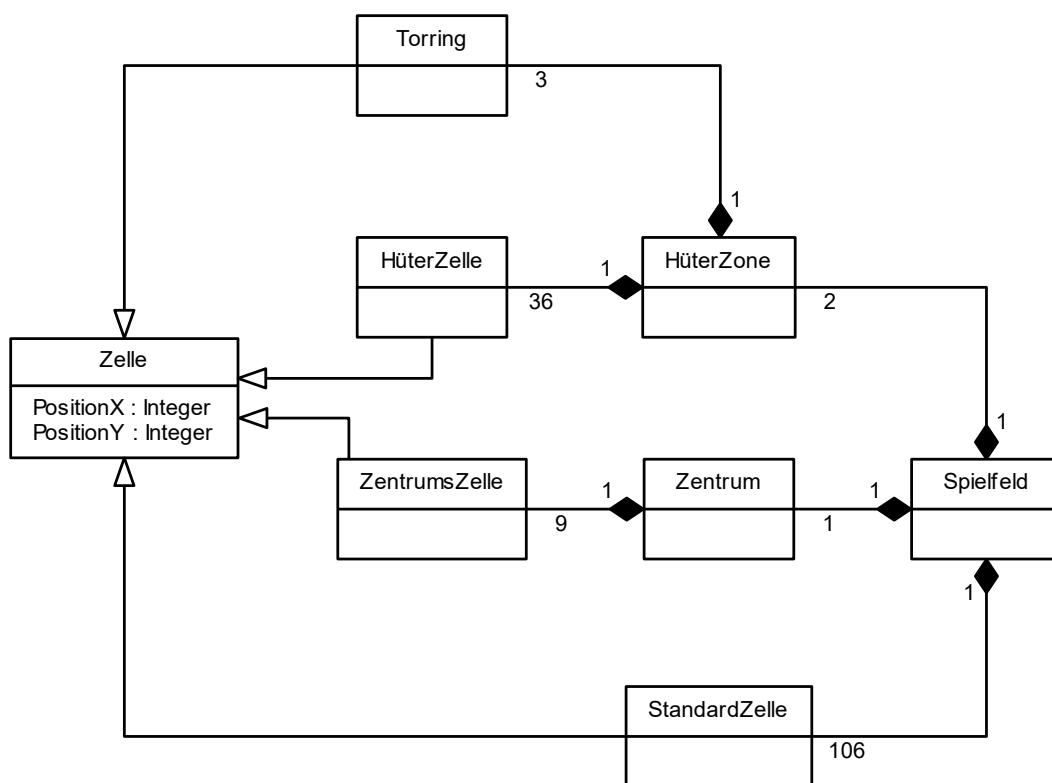 Torring
3
1
HüterZelle
1
HüterZone
36
2
Zelle
PositionX : Integer
PositionY : Integer
1
ZentrumsZelle
1
Zentrum
1
Spielfeld
9
1
1
StandardZelle
106